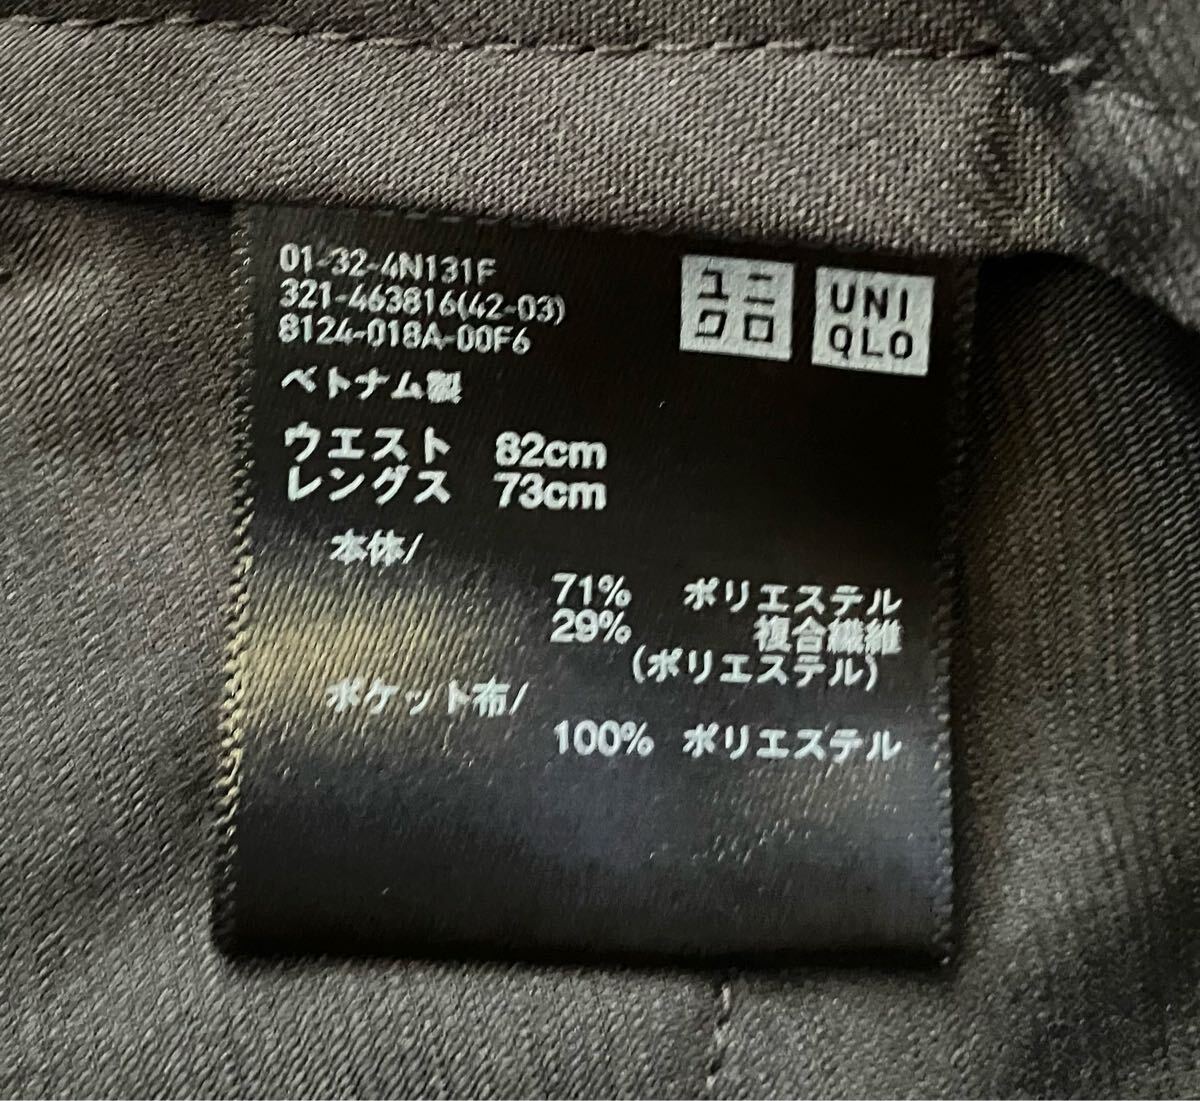 01-32-4N131F
321-463816(42-03)
8124-018A-00F6
ユニ
クロ
UNI
QLO
ベトナム製
ウエスト 82cm
レングス 73cm
本体/
71% ポリエステル
29% 複合繊維
(ポリエステル)
ポケット布/
100% ポリエステル